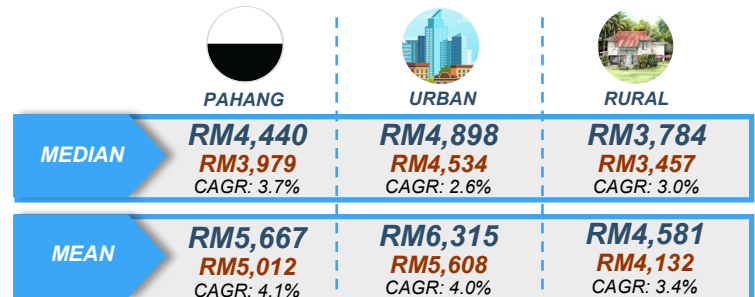 PAHANG URBAN RURAL
MEDIAN
RM4,440 RM4,898 RM3,784
RM3,979 RM4,534 RM3,457
CAGR: 3.7% CAGR: 2.6% CAGR: 3.0%
MEAN
RM5,667 RM6,315 RM4,581
RM5,012 RM5,608 RM4,132
CAGR: 4.1% CAGR: 4.0% CAGR: 3.4%